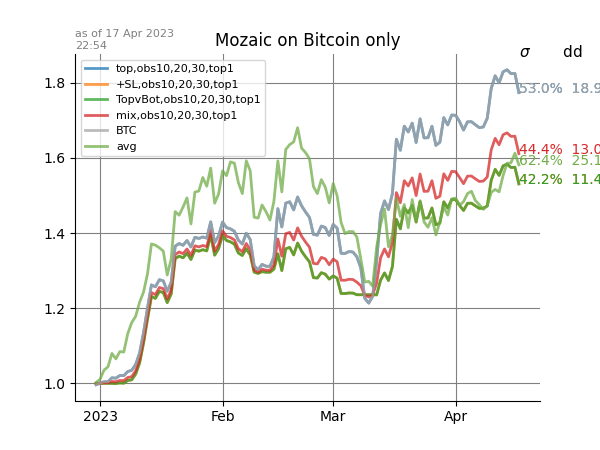 as of 17 Apr 2023
22:54
Mozaic on Bitcoin only
σ dd
top,obs10,20,30,top1
+SL,obs10,20,30,top1
TopvBot,obs10,20,30,top1
mix,obs10,20,30,top1
BTC
avg
53.0% 18.9
44.4% 13.0
62.4% 25.1
42.2% 11.4
1.8
1.6
1.4
1.2
1.0
2023 Feb Mar Apr